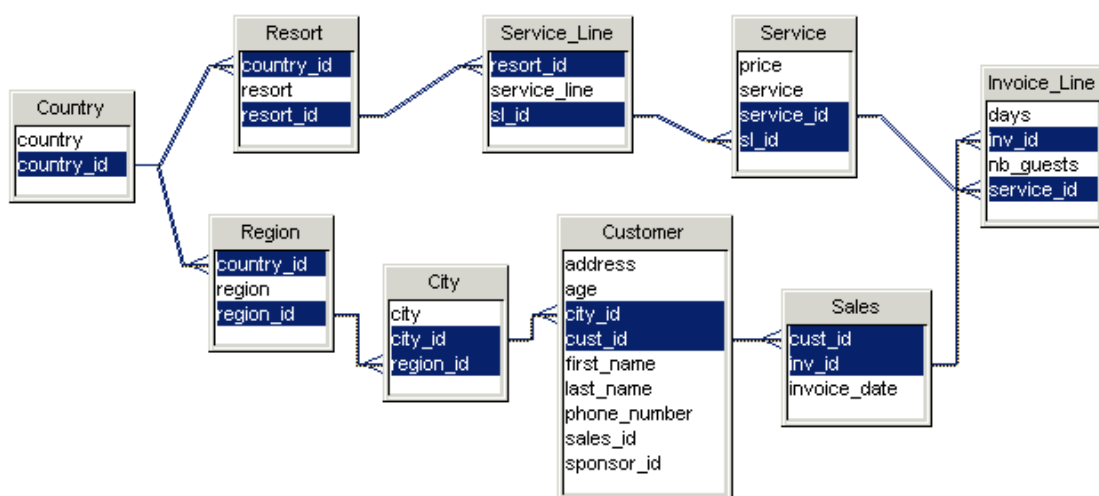 Country
country
country_id
Resort
country_id
resort
resort_id
Service_Line
resort_id
service_line
sl_id
Service
price
service
service_id
sl_id
Invoice_Line
days
inv_id
nb_guests
service_id
Region
country_id
region
region_id
City
city
city_id
region_id
Customer
address
age
city_id
cust_id
first_name
last_name
phone_number
sales_id
sponsor_id
Sales
cust_id
inv_id
invoice_date